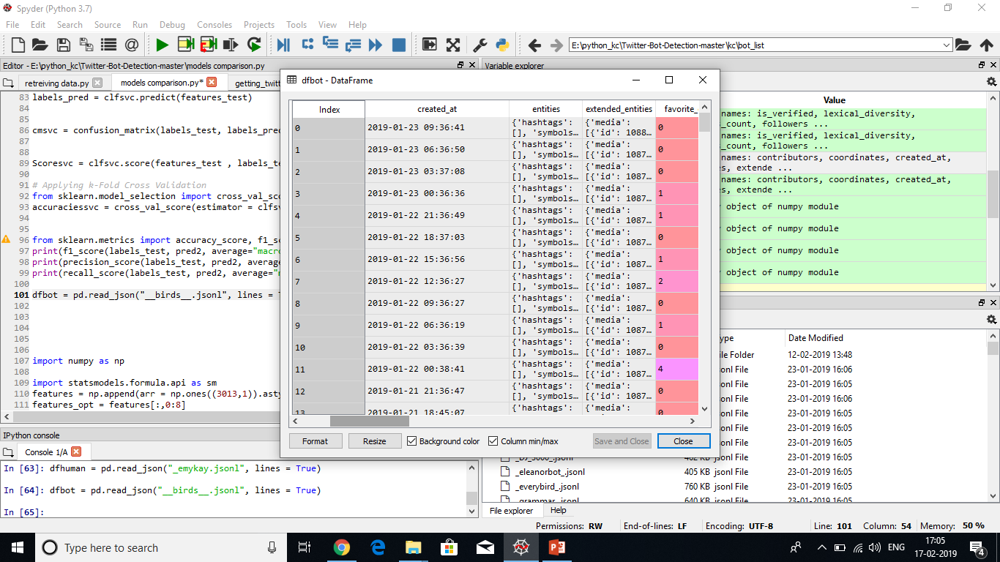 Spyder (Python 3.7)
File Edit Search Source Run Debug Consoles Projects Tools View Help
E:\python_kc\Twitter-Bot-Detection-master\kc\bot_list
Editor - E:\python_kc\Twitter-Bot-Detection-master\models comparison.py
Variable explorer
retreiving data.py models comparison.py* getting_twitt
83 labels_pred = clfsvc.predict(features_test)
84
85
86 cmsvc = confusion_matrix(labels_test, labels_pred
87
88
89 Scoresvc = clfsvc.score(features_test , labels_te
90
91 # Applying k-Fold Cross Validation
92 from sklearn.model_selection import cross_val_sco
93 accuraciessvc = cross_val_score(estimator = clfsv
94
95
96 from sklearn.metrics import accuracy_score, f1_sc
97 print(f1_score(labels_test, pred2, average="macro
98 print(precision_score(labels_test, pred2, average
99 print(recall_score(labels_test, pred2, average="m
100
101 dfbot = pd.read_json("__birds__.jsonl", lines = T
102
103
104
105
106
107 import numpy as np
108
109 import statsmodels.formula.api as sm
110 features = np.append(arr = np.ones((3013,1)).asty
111 features_opt = features[:,0:8]
dfbot - DataFrame
Index created_at entities extended_entities favorite_
0 2019-01-23 09:36:41 {'hashtags': [], 'symbols… {'media': [{'id': 1088… 0
1 2019-01-23 06:36:50 {'hashtags': [], 'symbols… {'media': [{'id': 1087… 0
2 2019-01-23 03:37:08 {'hashtags': [], 'symbols… {'media': [{'id': 1087… 0
3 2019-01-23 00:36:36 {'hashtags': [], 'symbols… {'media': [{'id': 1087… 1
4 2019-01-22 21:36:49 {'hashtags': [], 'symbols… {'media': [{'id': 1087… 1
5 2019-01-22 18:37:03 {'hashtags': [], 'symbols… {'media': [{'id': 1087… 0
6 2019-01-22 15:36:56 {'hashtags': [], 'symbols… {'media': [{'id': 1087… 1
7 2019-01-22 12:36:27 {'hashtags': [], 'symbols… {'media': [{'id': 1087… 2
8 2019-01-22 09:36:27 {'hashtags': [], 'symbols… {'media': [{'id': 1087… 0
9 2019-01-22 06:36:19 {'hashtags': [], 'symbols… {'media': [{'id': 1087… 1
10 2019-01-22 03:36:39 {'hashtags': [], 'symbols… {'media': [{'id': 1087… 0
11 2019-01-22 00:38:41 {'hashtags': [], 'symbols… {'media': [{'id': 1087… 4
12 2019-01-21 21:36:47 {'hashtags': [], 'symbols… {'media': [{'id': 1087… 0
13 2019-01-21 18:45:07 {'hashtags': {'media': 0
Format Resize Background color Column min/max Save and Close Close
Value
names: is_verified, lexical_diversity,
_count, followers ...
names: is_verified, lexical_diversity,
_count, followers ...
names: contributors, coordinates, created_at,
es, extende ...
names: contributors, coordinates, created_at,
es, extende ...
object of numpy module
object of numpy module
object of numpy module
object of numpy module
ype Date Modified
ile Folder 12-02-2019 13:48
jsonl File 23-01-2019 16:06
jsonl File 23-01-2019 16:05
jsonl File 23-01-2019 16:06
jsonl File 23-01-2019 16:05
jsonl File 23-01-2019 16:05
jsonl File 23-01-2019 16:05
_DJ_3000_.jsonl 402 KB jsonl File 23-01-2019 16:05
_eleanorbot_.jsonl 405 KB jsonl File 23-01-2019 16:05
_everybird_.jsonl 760 KB jsonl File 23-01-2019 16:05
_grammar_.jsonl 640 KB jsonl File 23-01-2019 16:05
File explorer Help
IPython console
Console 1/A
In [63]: dfhuman = pd.read_json("_emykay.jsonl", lines = True)
In [64]: dfbot = pd.read_json("__birds__.jsonl", lines = True)
In [65]:
Permissions: RW End-of-lines: LF Encoding: UTF-8 Line: 101 Column: 54 Memory: 50 %
Type here to search
ENG
17:05
17-02-2019
4